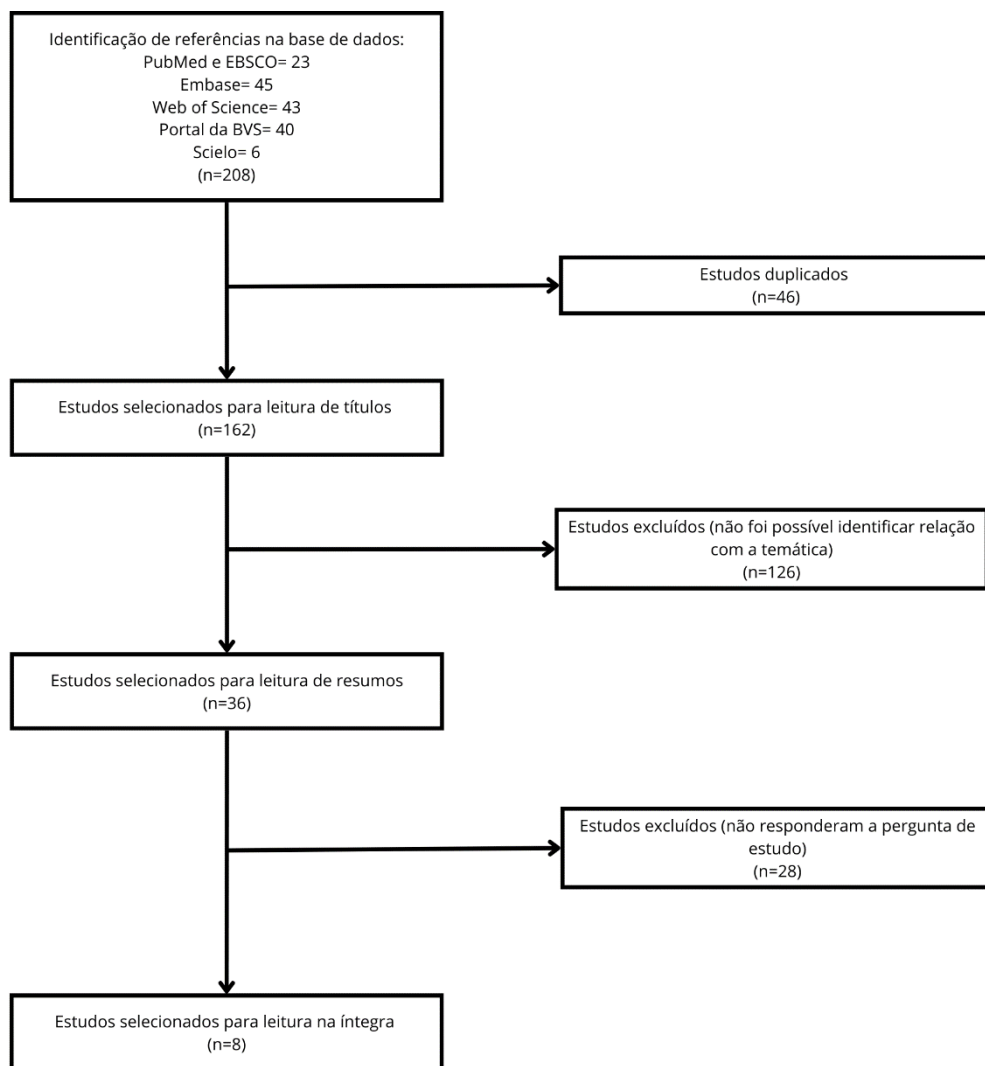 Identificação de referências na base de dados:
PubMed e EBSCO= 23
Embase= 45
Web of Science= 43
Portal da BVS= 40
Scielo= 6
(n=208)
Estudos duplicados
(n=46)
Estudos selecionados para leitura de títulos
(n=162)
Estudos excluídos (não foi possível identificar relação
com a temática)
(n=126)
Estudos selecionados para leitura de resumos
(n=36)
Estudos excluídos (não responderam a pergunta de
estudo)
(n=28)
Estudos selecionados para leitura na íntegra
(n=8)